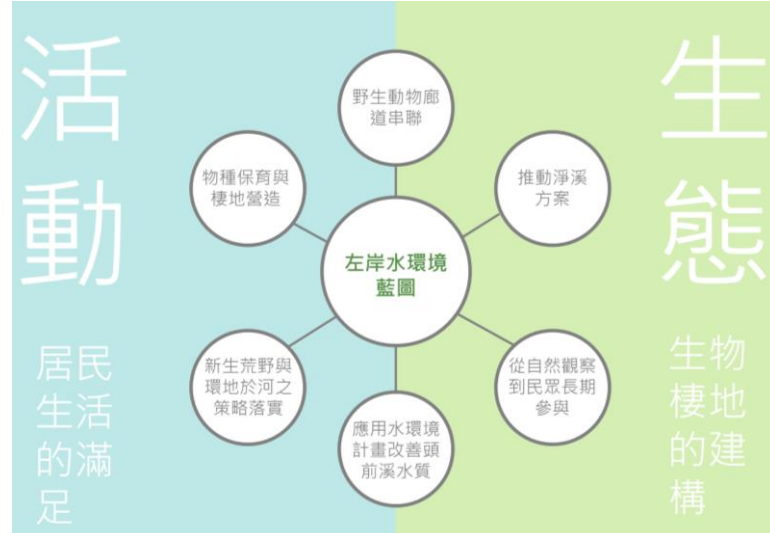 活動
居民
生活
的滿
足
野生動物廊
道串聯
物種保育與
棲地營造
推動淨溪
方案
左岸水環境
藍圖
新生荒野與
環地於河之
策略落實
從自然觀察
到民眾長期
參與
應用水環境
計畫改善頭
前溪水質
生態
生物
棲地
的建
構